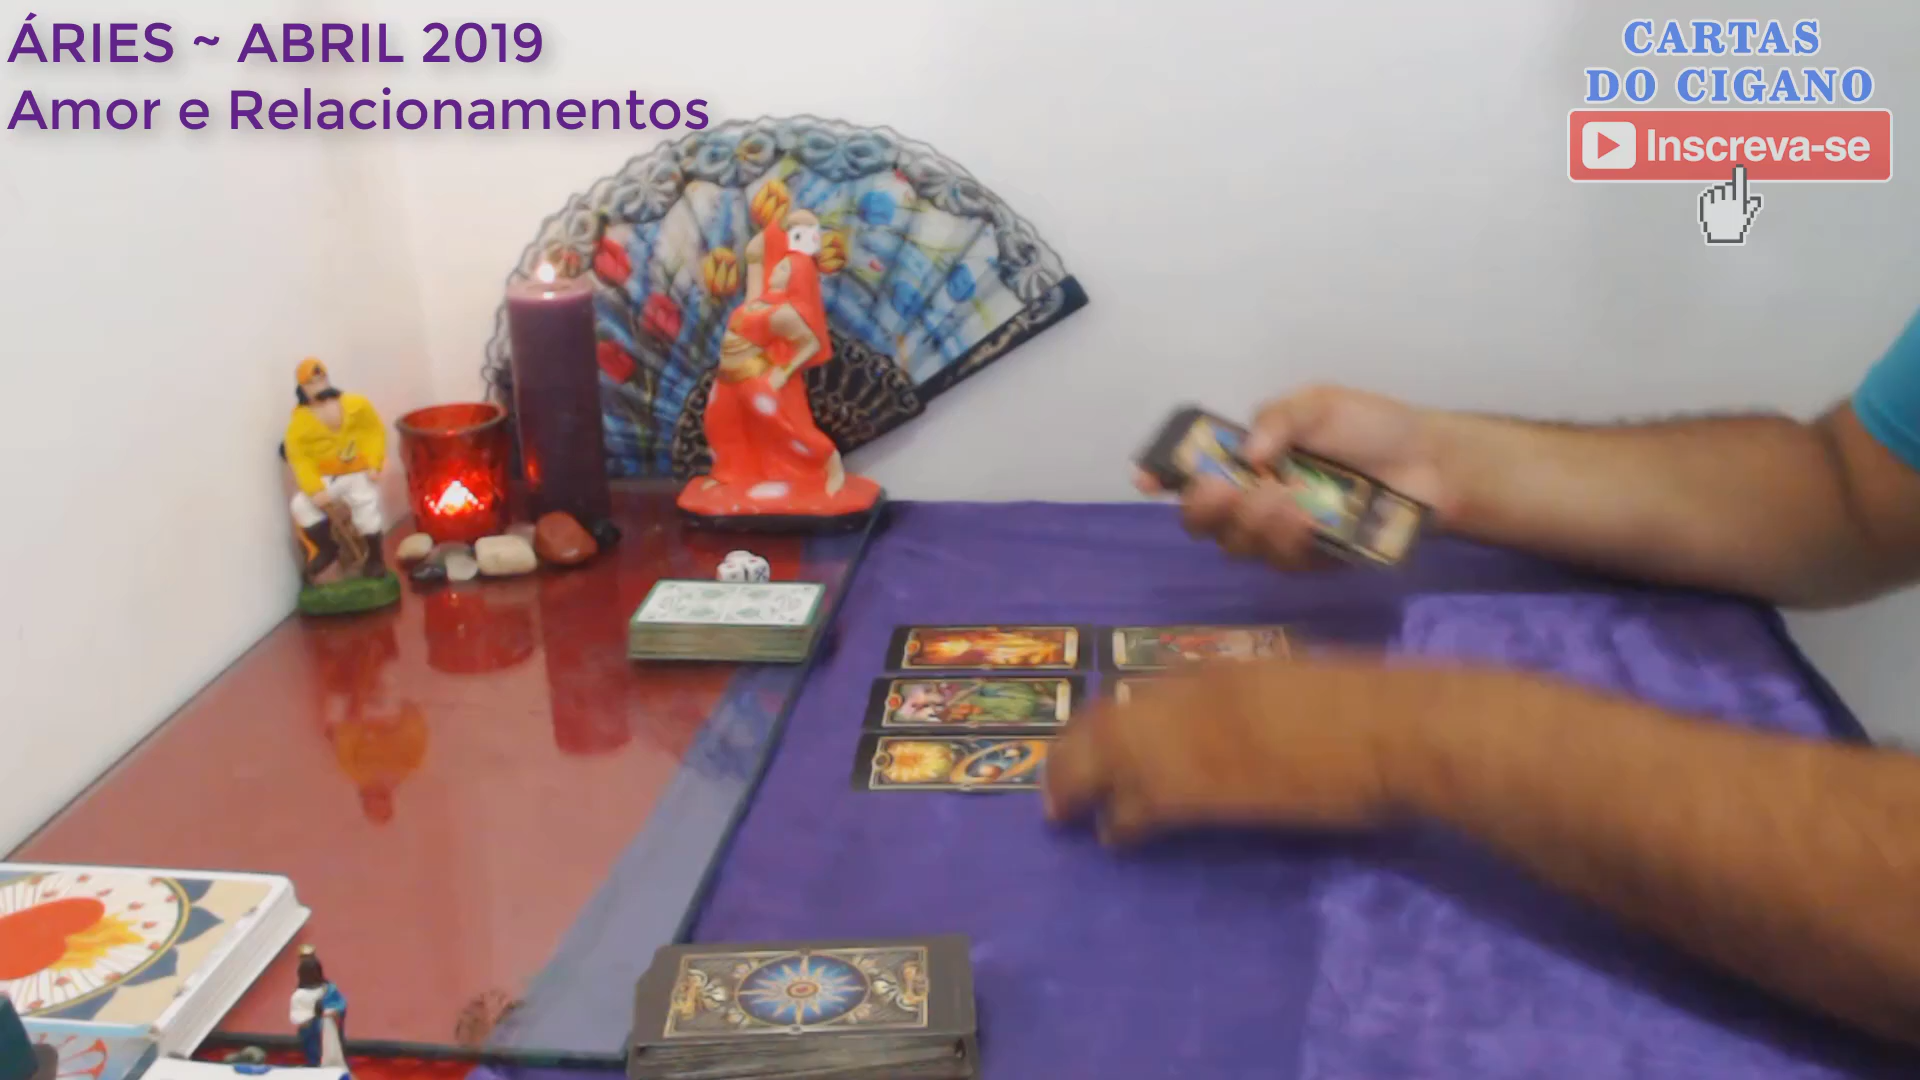 ÁRIES ~ ABRIL 2019
Amor e Relacionamentos
CARTAS
DO CIGANO
Inscreva-se